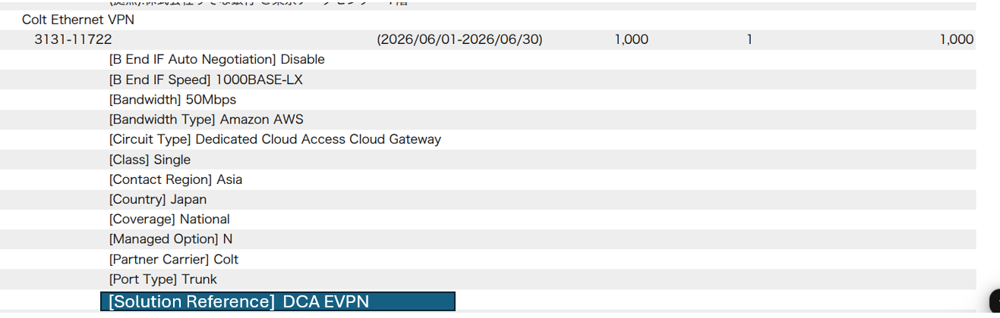 Colt Ethernet VPN
3131-11722 (2026/06/01-2026/06/30) 1,000 1 1,000
[B End IF Auto Negotiation] Disable
[B End IF Speed] 1000BASE-LX
[Bandwidth] 50Mbps
[Bandwidth Type] Amazon AWS
[Circuit Type] Dedicated Cloud Access Cloud Gateway
[Class] Single
[Contact Region] Asia
[Country] Japan
[Coverage] National
[Managed Option] N
[Partner Carrier] Colt
[Port Type] Trunk
[Solution Reference] DCA EVPN